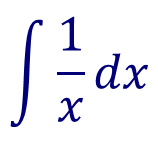 ∫ 1/x dx